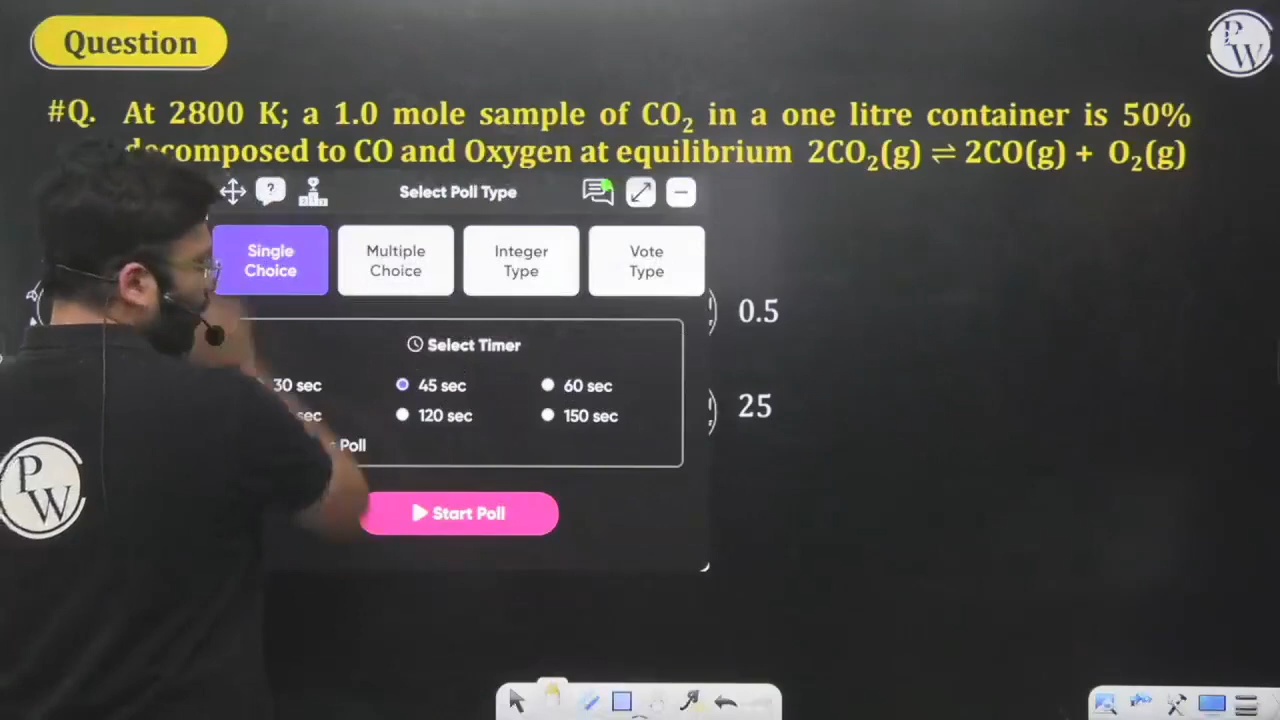 Question
P
W
#Q. At 2800 K; a 1.0 mole sample of CO₂ in a one litre container is 50%
decomposed to CO and Oxygen at equilibrium 2CO₂(g) ⇌ 2CO(g) + O₂(g)
Select Poll Type
Single Choice
Multiple Choice
Integer Type
Vote Type
0.5
Select Timer
30 sec
45 sec
60 sec
sec
120 sec
150 sec
25
Poll
Start Poll
P
W